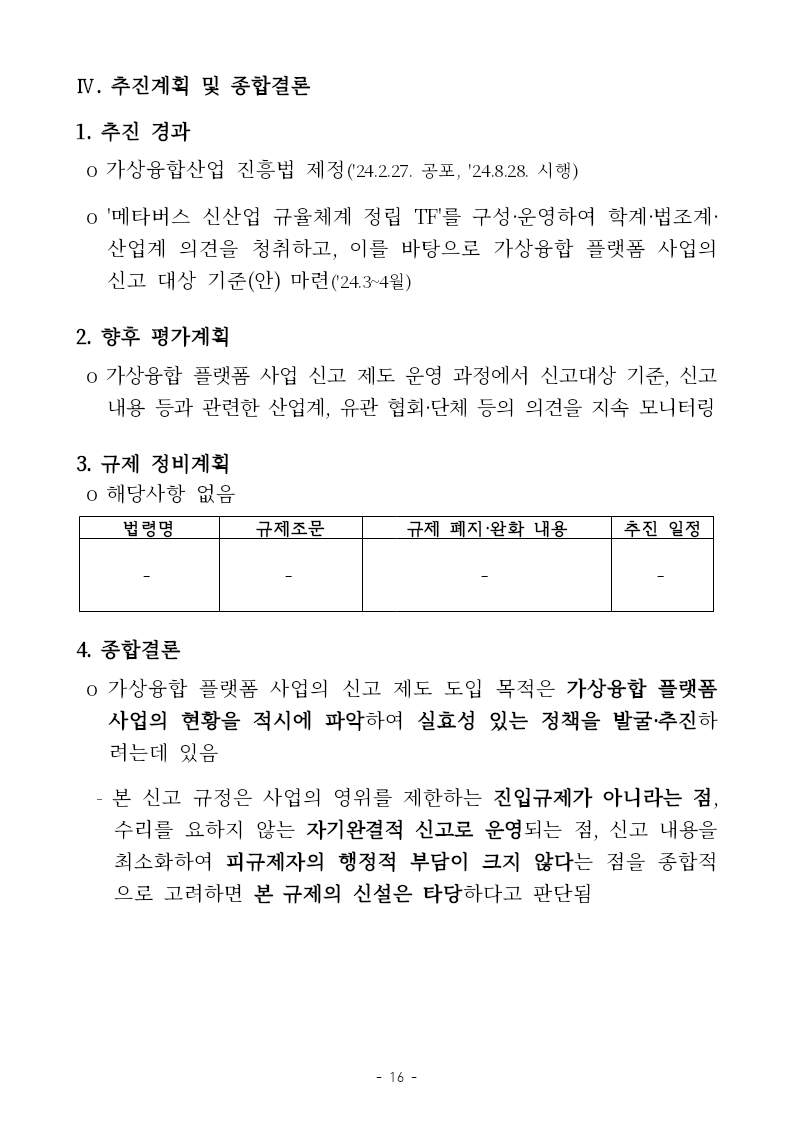 Ⅳ. 추진계획 및 종합결론
1. 추진 경과
o 가상융합산업 진흥법 제정('24.2.27. 공포, '24.8.28. 시행)
o '메타버스 신산업 규율체계 정립 TF'를 구성·운영하여 학계·법조계·
산업계 의견을 청취하고, 이를 바탕으로 가상융합 플랫폼 사업의
신고 대상 기준(안) 마련('24.3~4월)
2. 향후 평가계획
o 가상융합 플랫폼 사업 신고 제도 운영 과정에서 신고대상 기준, 신고
내용 등과 관련한 산업계, 유관 협회·단체 등의 의견을 지속 모니터링
3. 규제 정비계획
o 해당사항 없음
법령명 규제조문 규제 폐지·완화 내용 추진 일정
- - - -
4. 종합결론
o 가상융합 플랫폼 사업의 신고 제도 도입 목적은 가상융합 플랫폼
사업의 현황을 적시에 파악하여 실효성 있는 정책을 발굴·추진하
려는데 있음
- 본 신고 규정은 사업의 영위를 제한하는 진입규제가 아니라는 점,
수리를 요하지 않는 자기완결적 신고로 운영되는 점, 신고 내용을
최소화하여 피규제자의 행정적 부담이 크지 않다는 점을 종합적
으로 고려하면 본 규제의 신설은 타당하다고 판단됨
- 16 -